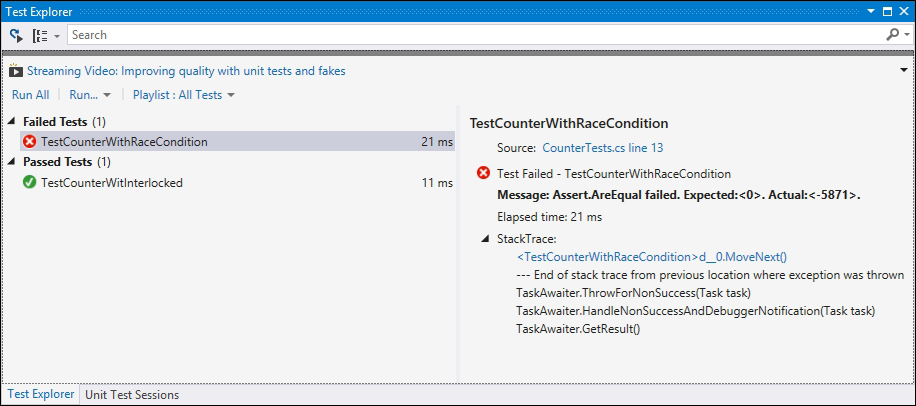 Test Explorer
Search
Streaming Video: Improving quality with unit tests and fakes
Run All Run... Playlist : All Tests
Failed Tests (1)
TestCounterWithRaceCondition 21 ms
Passed Tests (1)
TestCounterWitInterlocked 11 ms
TestCounterWithRaceCondition
Source: CounterTests.cs line 13
Test Failed - TestCounterWithRaceCondition
Message: Assert.AreEqual failed. Expected:<0>. Actual:<-5871>.
Elapsed time: 21 ms
StackTrace:
<TestCounterWithRaceCondition>d__0.MoveNext()
--- End of stack trace from previous location where exception was thrown
TaskAwaiter.ThrowForNonSuccess(Task task)
TaskAwaiter.HandleNonSuccessAndDebuggerNotification(Task task)
TaskAwaiter.GetResult()
Test Explorer Unit Test Sessions